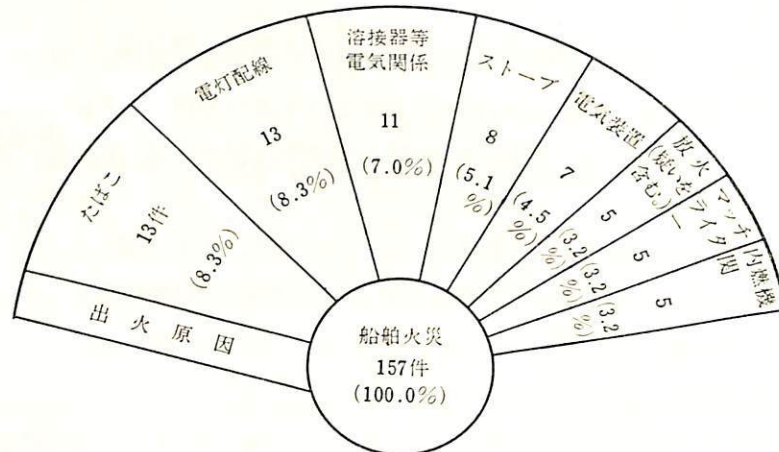 出火原因
たばこ
13件
(8.3%)
電灯配線
13
(8.3%)
溶接器等
電気関係
11
(7.0%)
ストーブ
8
(5.1
%)
電気装置
7
(4.5
%)
放火
(疑いを
含む。)
5
(3.2
%)
マッチ
ライタ
ー
5
(3.2
%)
内燃機
関
5
(3.2
%)
船舶火災
157件
(100.0%)